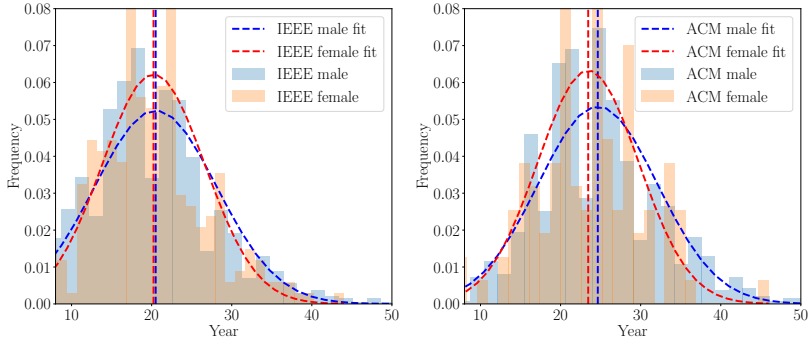 0.08
0.07
0.06
0.05
0.04
0.03
0.02
0.01
0.00
Frequency
10
20
30
40
50
Year
IEEE male fit
IEEE female fit
IEEE male
IEEE female
0.08
0.07
0.06
0.05
0.04
0.03
0.02
0.01
0.00
Frequency
10
20
30
40
50
Year
ACM male fit
ACM female fit
ACM male
ACM female